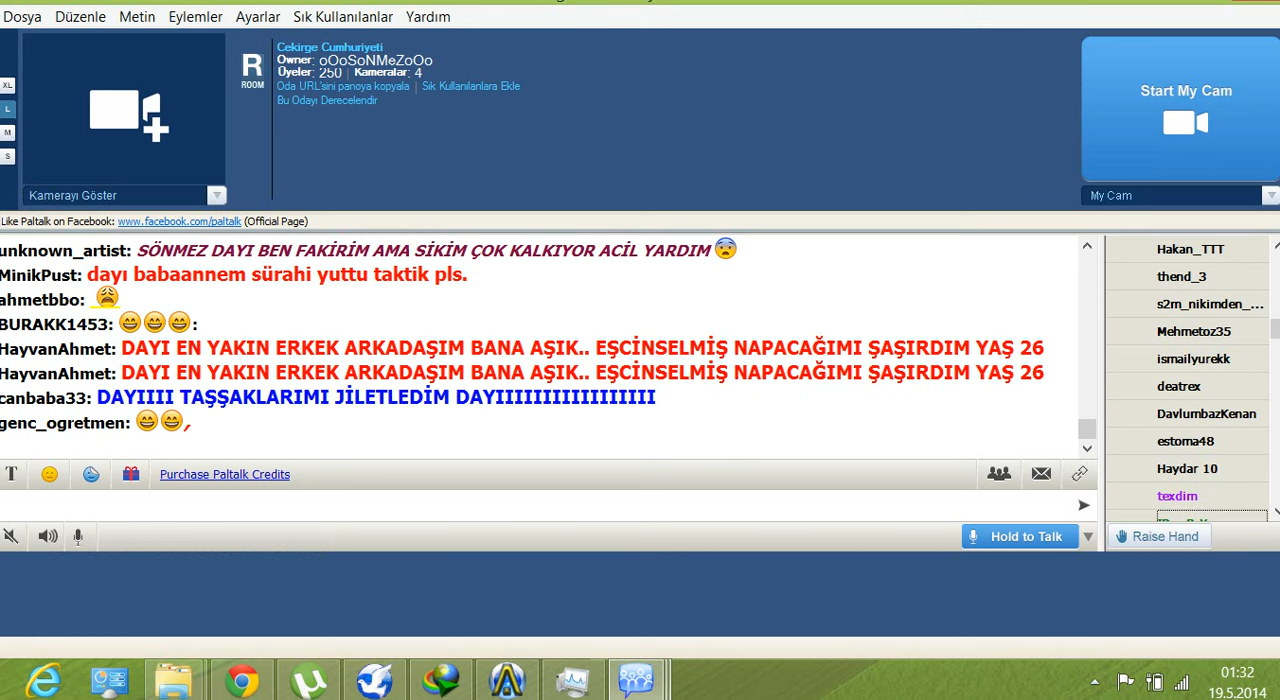 Dosya Düzenle Metin Eylemler Ayarlar Sık Kullanılanlar Yardım
XL
L
M
S
Kamerayı Göster
R
ROOM
Cekirge Cumhuriyeti
Owner: oOoSoNMeZoOo
Üyeler: 250 | Kameralar: 4
Oda URL'sini panoya kopyala | Sık Kullanılanlara Ekle
Bu Odayı Derecelendir
Start My Cam
My Cam
Like Paltalk on Facebook: www.facebook.com/paltalk (Official Page)
unknown_artist: SÖNMEZ DAYI BEN FAKİRİM AMA SİKİM ÇOK KALKIYOR ACİL YARDIM
MinikPust: dayı babaannem sürahi yuttu taktik pls.
ahmetbbo:
BURAKK1453: :
HayvanAhmet: DAYI EN YAKIN ERKEK ARKADAŞIM BANA AŞIK.. EŞCİNSELMİŞ NAPACAĞIMI ŞAŞIRDIM YAŞ 26
HayvanAhmet: DAYI EN YAKIN ERKEK ARKADAŞIM BANA AŞIK.. EŞCİNSELMİŞ NAPACAĞIMI ŞAŞIRDIM YAŞ 26
canbaba33: DAYIIII TAŞŞAKLARIMI JİLETLEDİM DAYIIIIIIIIIIIIIIIII
genc_ogretmen: ,
Hakan_TTT
thend_3
s2m_nikimden_...
Mehmetoz35
ismailyurekk
deatrex
DavlumbazKenan
estoma48
Haydar 10
texdim
T Purchase Paltalk Credits
Hold to Talk
Raise Hand
01:32
19.5.2014